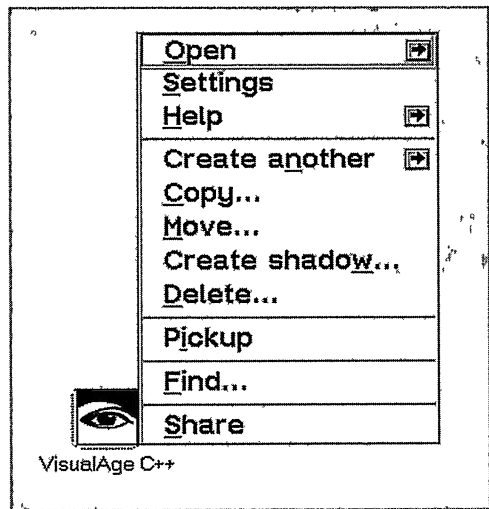 Open
Settings
Help
Create another
Copy...
Move...
Create shadow...
Delete...
Pickup
Find...
Share
VisualAge C++